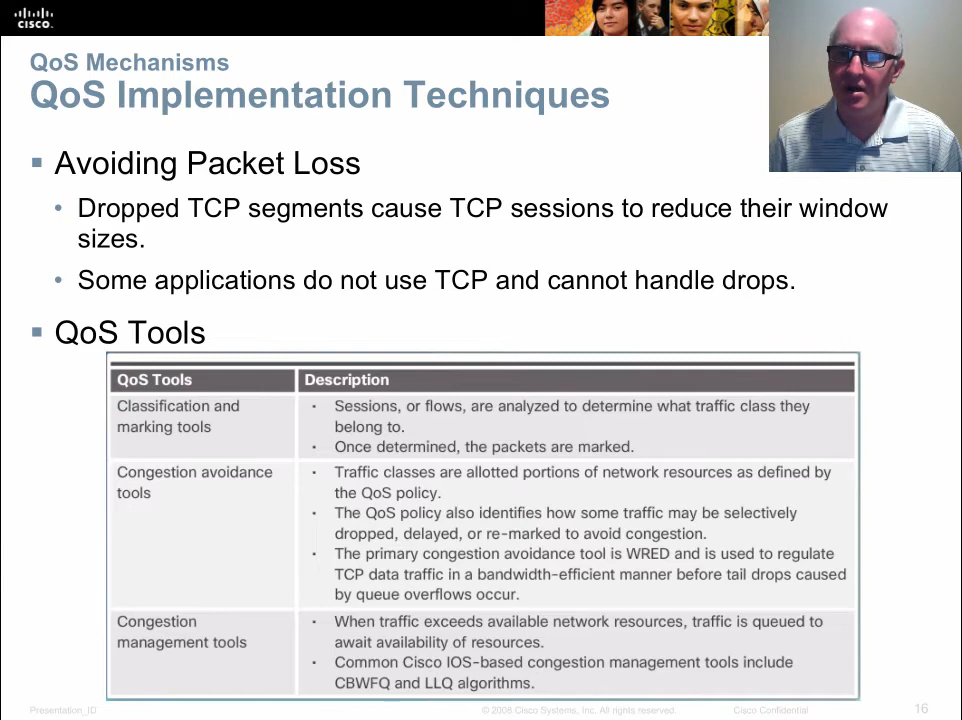 cisco.
QoS Mechanisms
QoS Implementation Techniques
▪ Avoiding Packet Loss
• Dropped TCP segments cause TCP sessions to reduce their window
sizes.
• Some applications do not use TCP and cannot handle drops.
▪ QoS Tools
QoS Tools
Description
Classification and
marking tools
• Sessions, or flows, are analyzed to determine what traffic class they
belong to.
• Once determined, the packets are marked.
Congestion avoidance
tools
• Traffic classes are allotted portions of network resources as defined by
the QoS policy.
• The QoS policy also identifies how some traffic may be selectively
dropped, delayed, or re-marked to avoid congestion.
• The primary congestion avoidance tool is WRED and is used to regulate
TCP data traffic in a bandwidth-efficient manner before tail drops caused
by queue overflows occur.
Congestion
management tools
• When traffic exceeds available network resources, traffic is queued to
await availability of resources.
• Common Cisco IOS-based congestion management tools include
CBWFQ and LLQ algorithms.
Presentation_ID
© 2008 Cisco Systems, Inc. All rights reserved.
Cisco Confidential
16